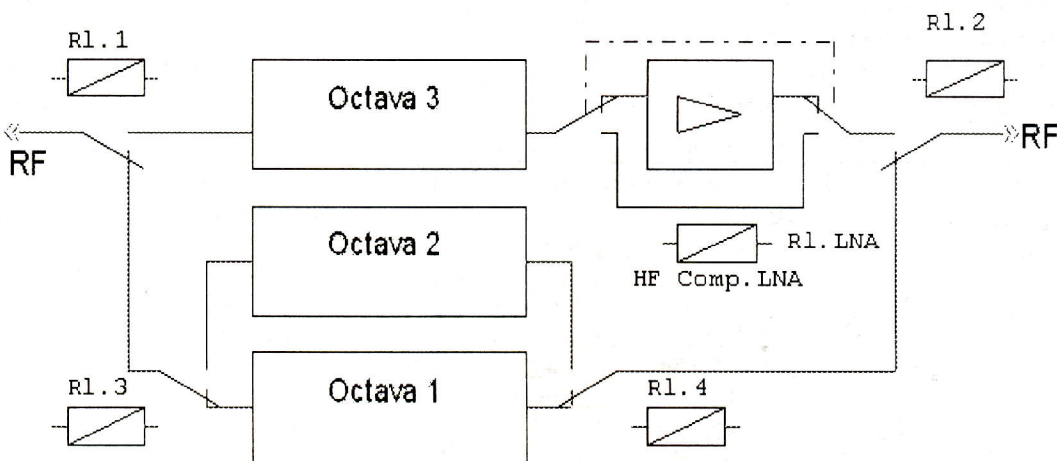 Rl.1
Rl.2
Octava 3
RF
RF
Octava 2
Rl.LNA
HF Comp.LNA
Rl.3
Octava 1
Rl.4